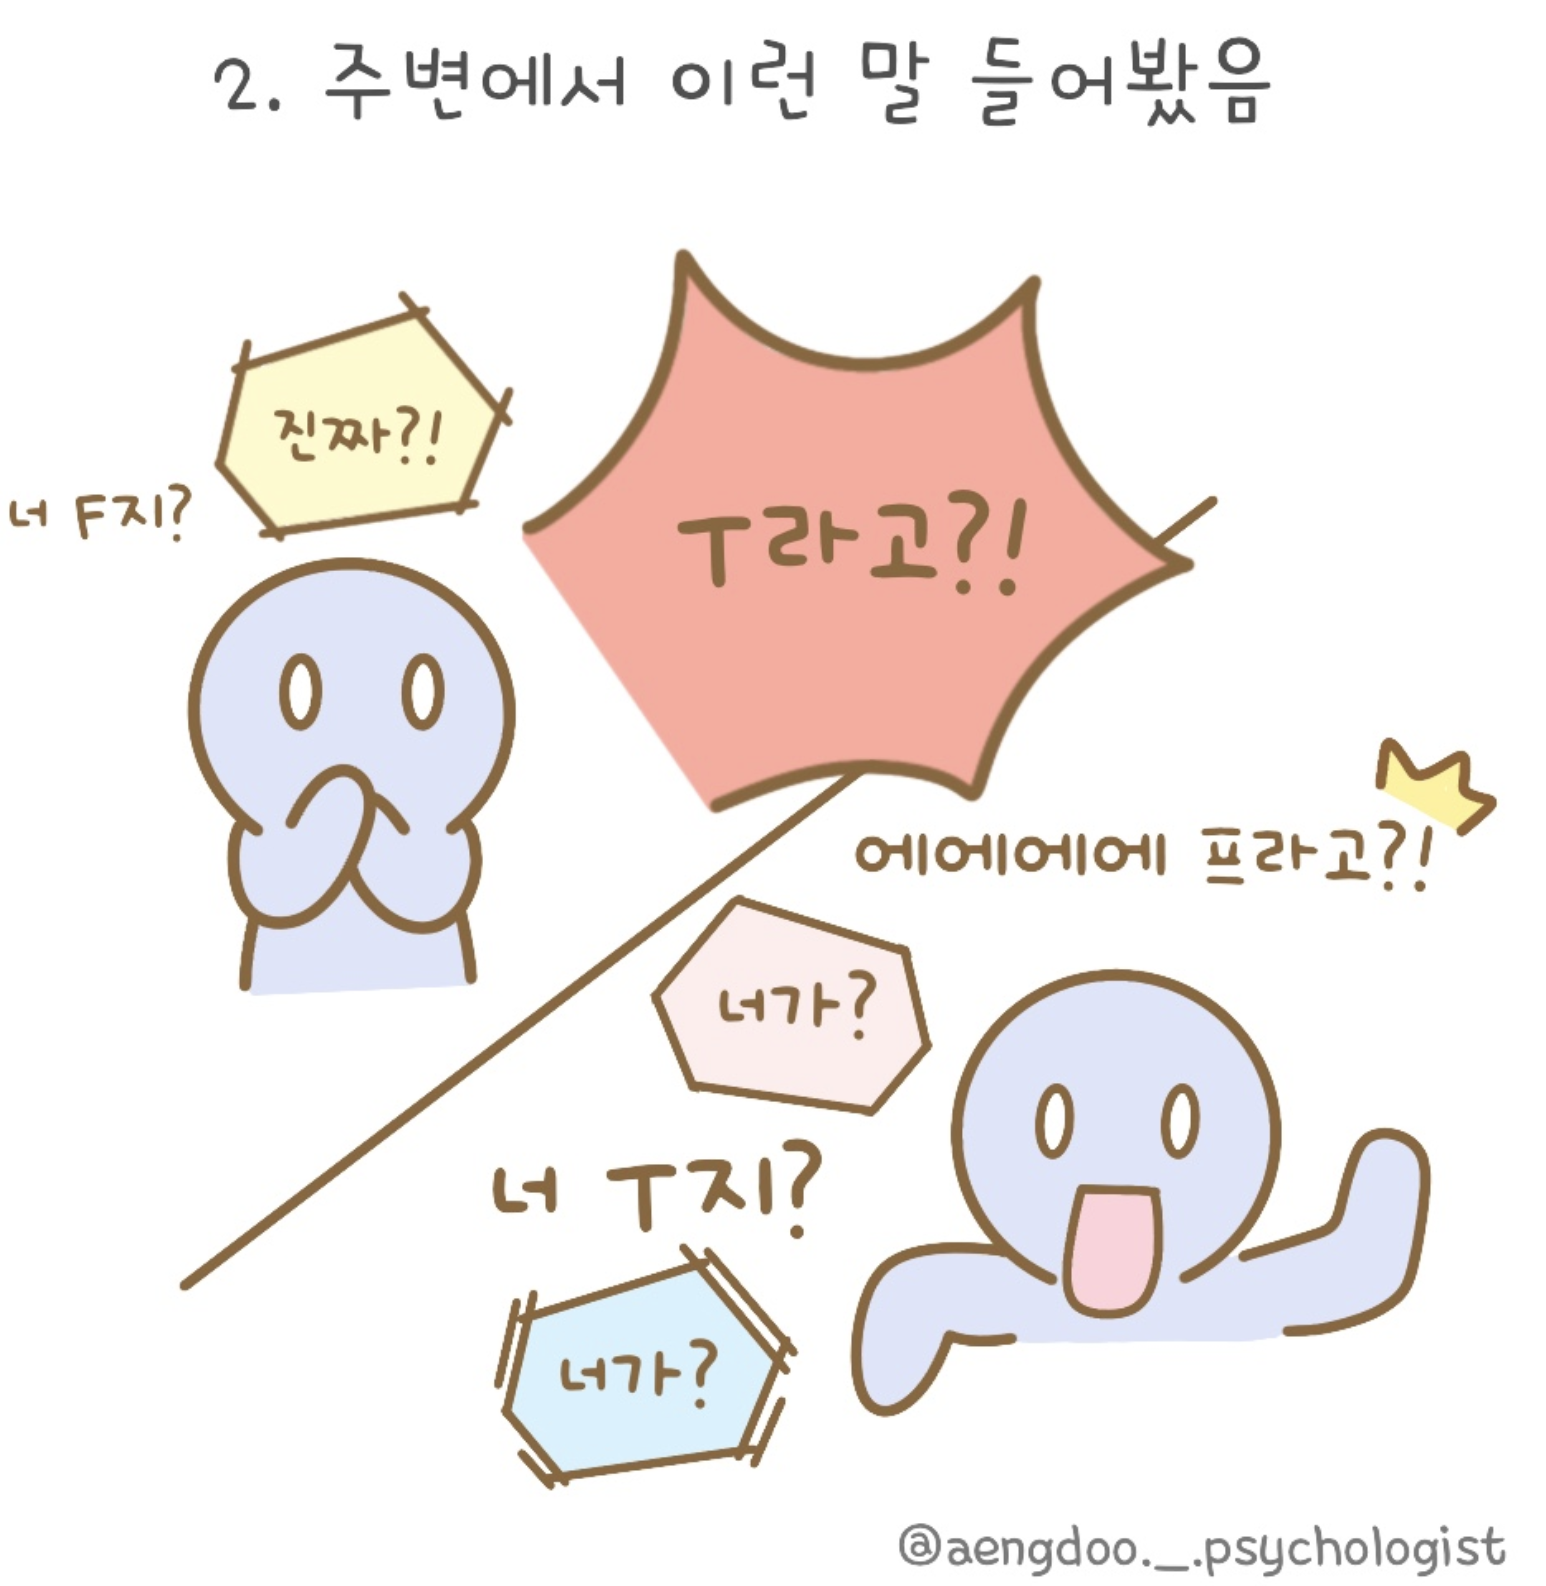 2. 주변에서 이런 말 들어봤음
진짜?!
너 F지?
T라고?!
에에에에 프라고?!
너가?
너 T지?
너가?
@aengdoo._.psychologist